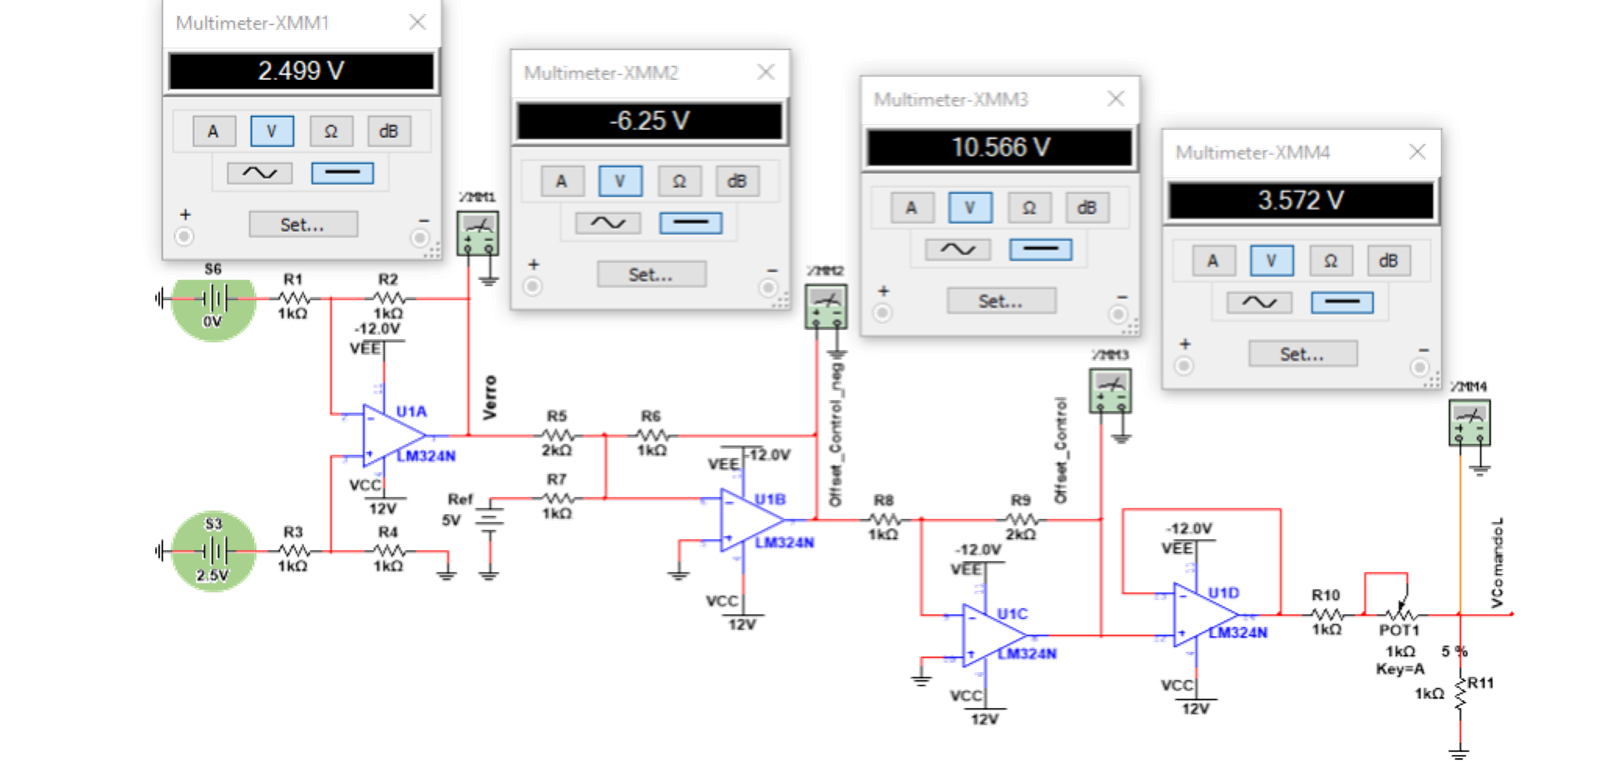 Multimeter-XMM1
2.499 V
A V Ω dB
+ Set... −
Multimeter-XMM2
-6.25 V
A V Ω dB
+ Set... −
Multimeter-XMM3
10.566 V
A V Ω dB
+ Set... −
Multimeter-XMM4
3.572 V
A V Ω dB
+ Set... −
XMM1
XMM2
XMM3
XMM4
S6
0V
R1
1kΩ
R2
1kΩ
-12.0V
VEE
U1A
LM324N
VCC
12V
Verro
S3
2.5V
R3
1kΩ
R4
1kΩ
R5
2kΩ
R6
1kΩ
R7
1kΩ
Ref
5V
VEE
-12.0V
U1B
LM324N
VCC
12V
Offset_Control_neg
R8
1kΩ
R9
2kΩ
Offset_Control
-12.0V
VEE
U1C
LM324N
VCC
12V
-12.0V
VEE
U1D
LM324N
VCC
12V
R10
1kΩ
POT1
1kΩ
5 %
Key=A
R11
1kΩ
VComandoL